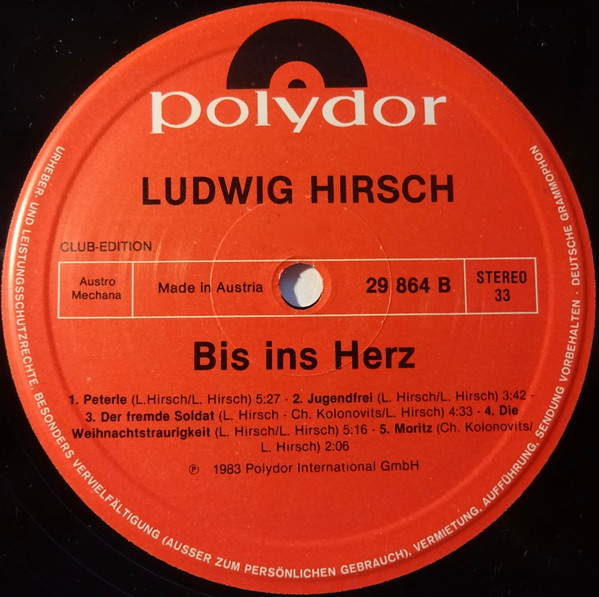 polydor
LUDWIG HIRSCH
CLUB-EDITION
Austro
Mechana
Made in Austria
29 864 B
STEREO
33
Bis ins Herz
1. Peterle (L.Hirsch/L. Hirsch) 5:27 - 2. Jugendfrei (L. Hirsch/L. Hirsch) 3:42 -
3. Der fremde Soldat (L. Hirsch - Ch. Kolonovits/L. Hirsch) 4:33 - 4. Die
Weihnachtstraurigkeit (L. Hirsch/L. Hirsch) 5:16 - 5. Moritz (Ch. Kolonovits/
L. Hirsch) 2:06
℗ 1983 Polydor International GmbH
URHEBER- UND LEISTUNGSSCHUTZRECHTE, BESONDERS VERVIELFÄLTIGUNG (AUSSER ZUM PERSÖNLICHEN GEBRAUCH), VERMIETUNG, AUFFÜHRUNG, SENDUNG VORBEHALTEN · DEUTSCHE GRAMMOPHON